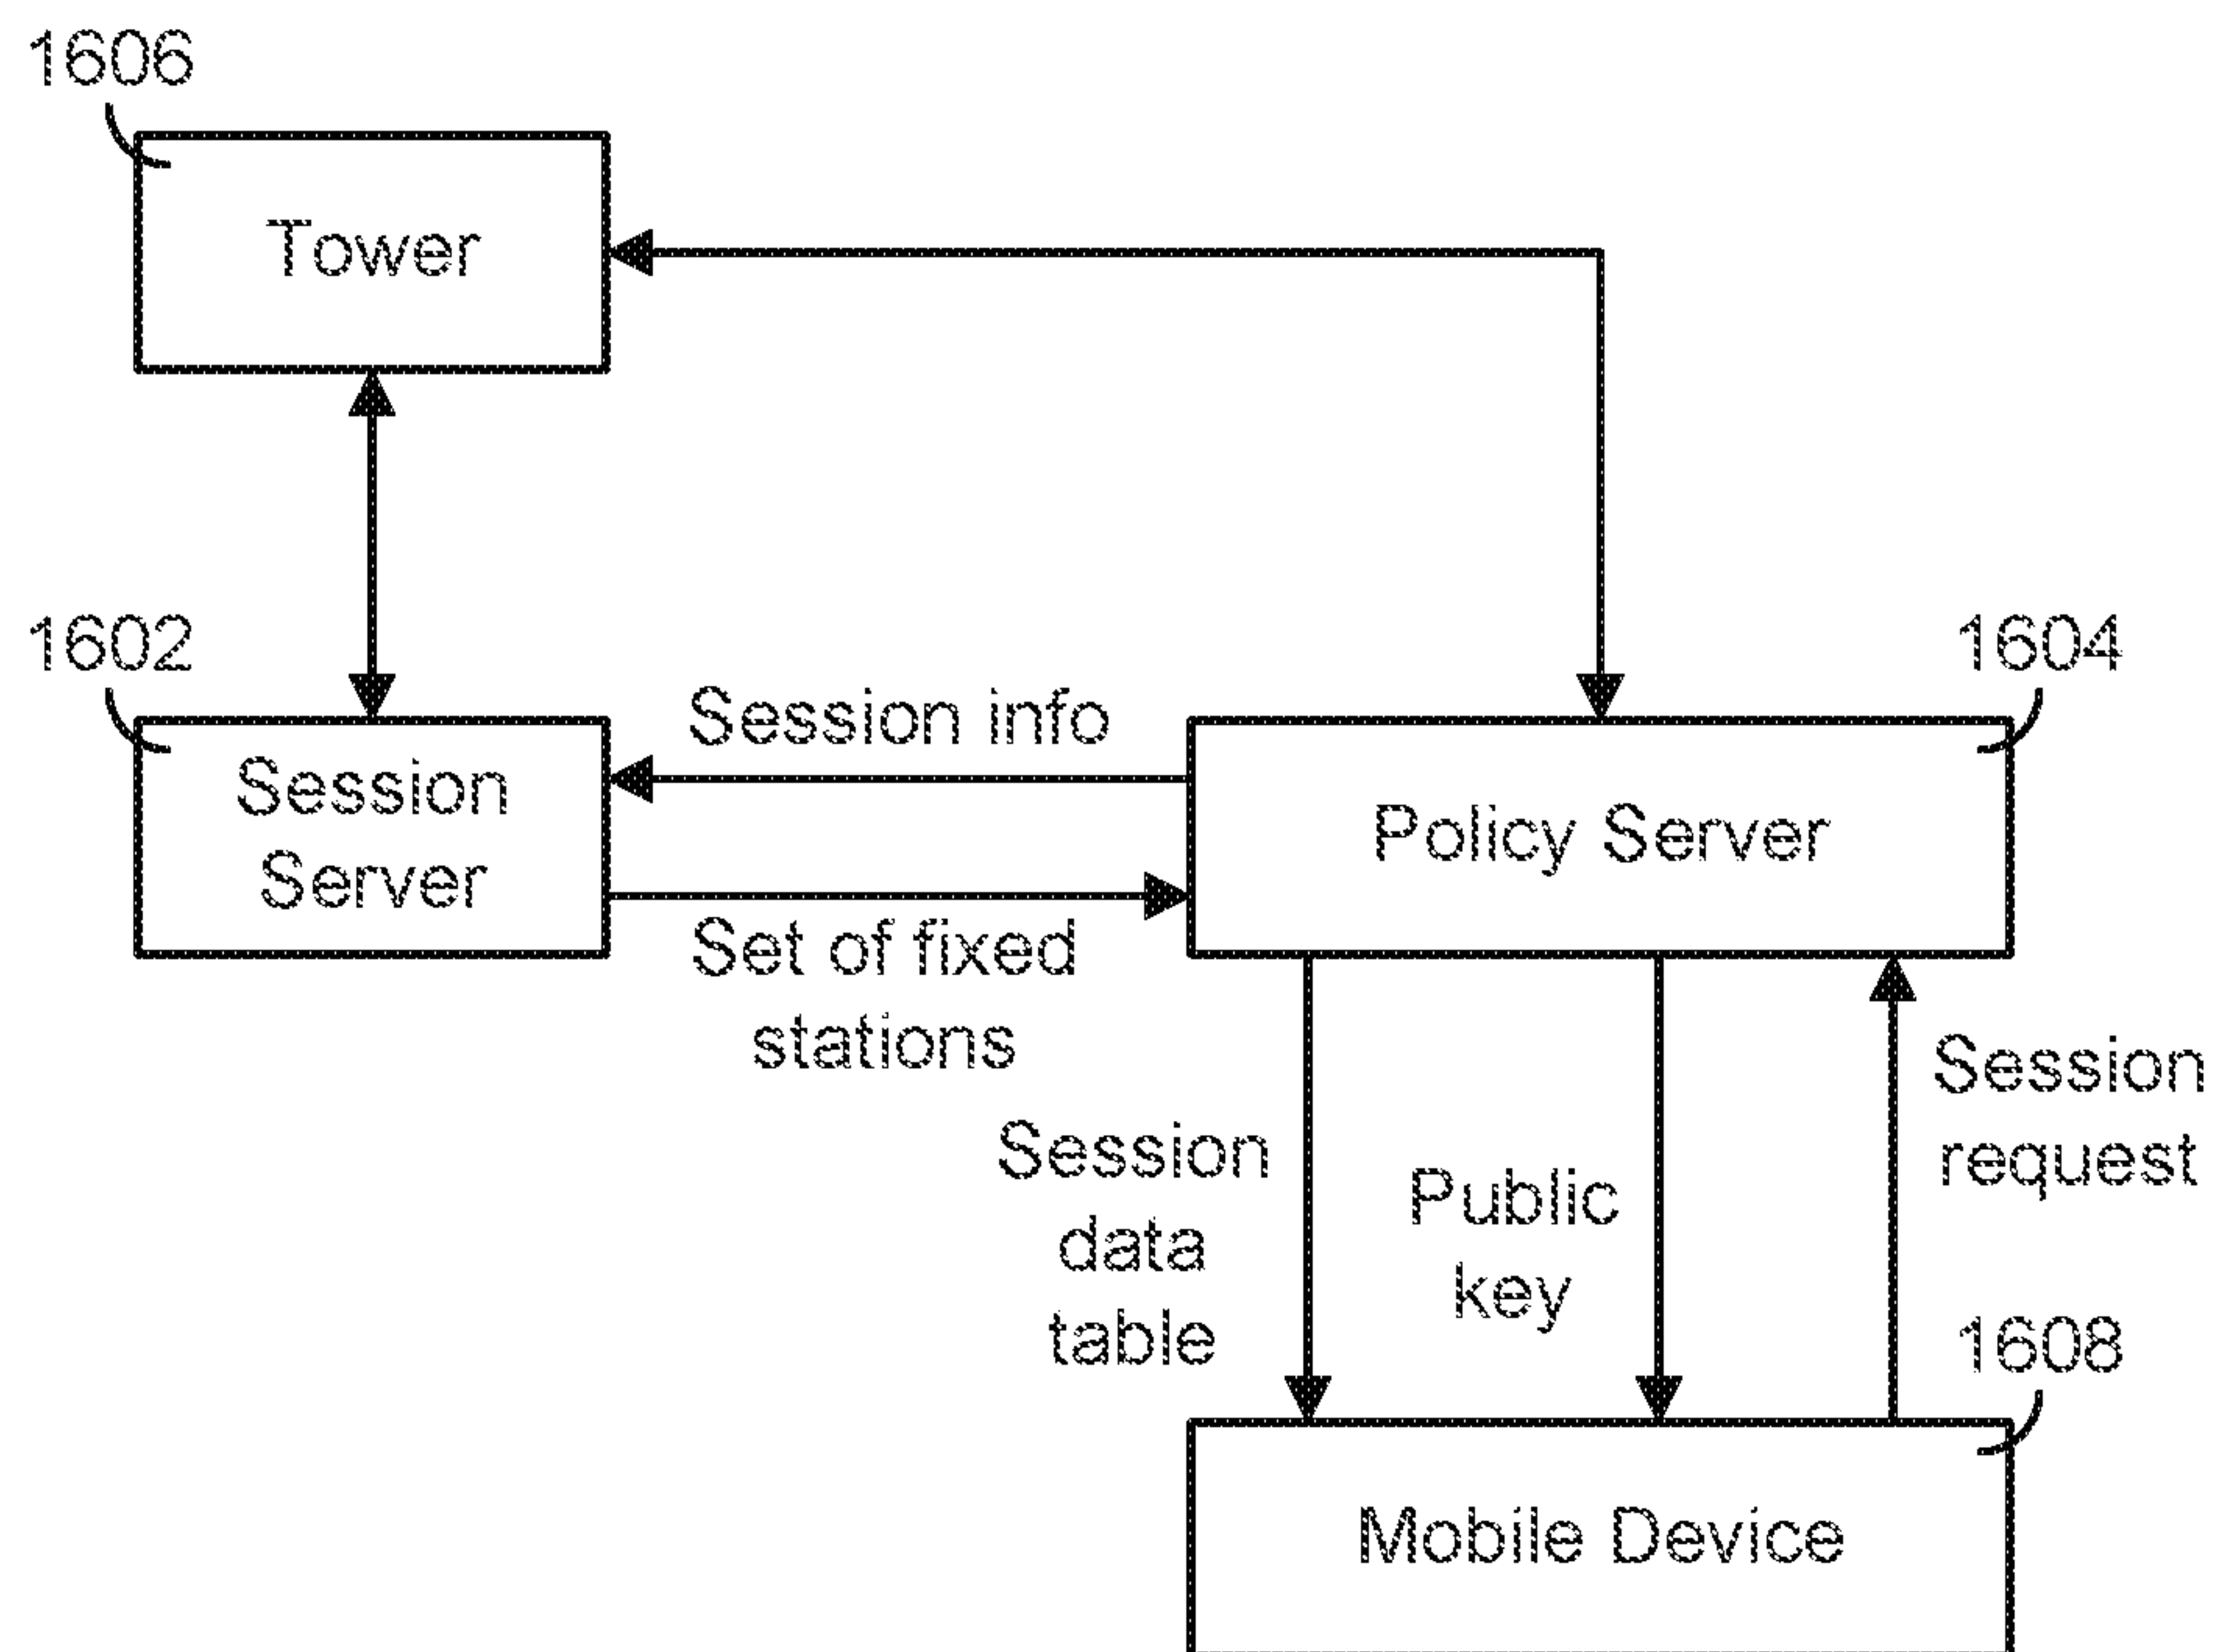 1606
Tower
1602
1604
Session info
Session
Server
Policy Server
Set of fixed
stations
Session
request
Session
data
table
Public
key
1608
Mobile Device